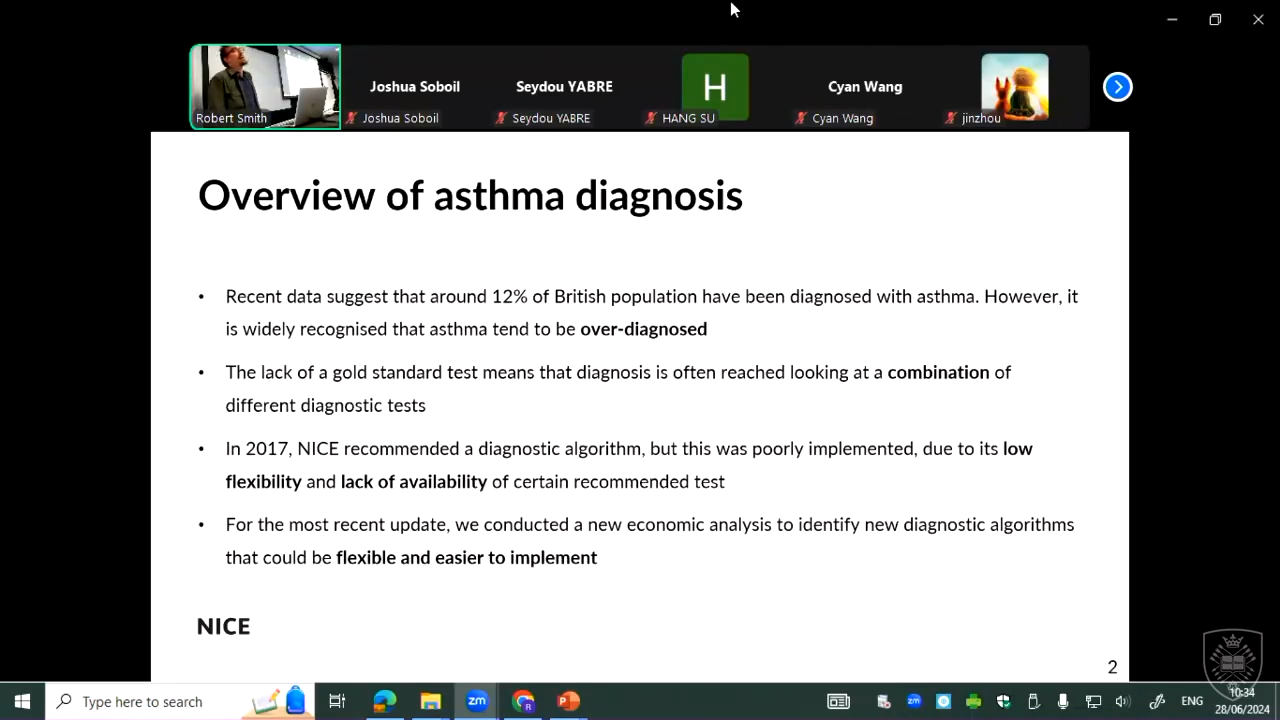 Joshua Soboil
Seydou YABRE
H
Cyan Wang
Robert Smith
Joshua Soboil
Seydou YABRE
HANG SU
Cyan Wang
jinzhou
Overview of asthma diagnosis
• Recent data suggest that around 12% of British population have been diagnosed with asthma. However, it
is widely recognised that asthma tend to be over-diagnosed
• The lack of a gold standard test means that diagnosis is often reached looking at a combination of
different diagnostic tests
• In 2017, NICE recommended a diagnostic algorithm, but this was poorly implemented, due to its low
flexibility and lack of availability of certain recommended test
• For the most recent update, we conducted a new economic analysis to identify new diagnostic algorithms
that could be flexible and easier to implement
NICE
2
Type here to search
zm
R
P
zm
ENG
10:34
28/06/2024